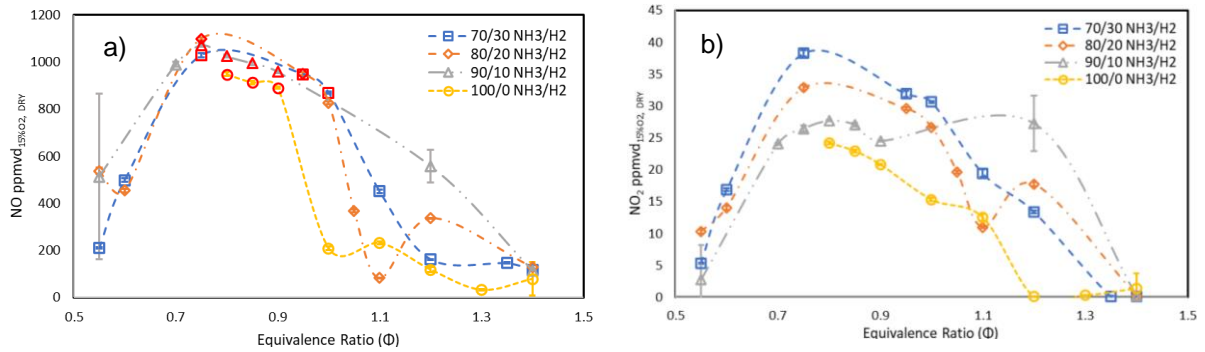 a)
1200
1000
800
600
400
200
0
NO ppmvd15%O2, DRY
0.5 0.7 0.9 1.1 1.3 1.5
Equivalence Ratio (Φ)
70/30 NH3/H2
80/20 NH3/H2
90/10 NH3/H2
100/0 NH3/H2
b)
45
40
35
30
25
20
15
10
5
0
NO2 ppmvd15%O2, DRY
0.5 0.7 0.9 1.1 1.3 1.5
Equivalence Ratio (Φ)
70/30 NH3/H2
80/20 NH3/H2
90/10 NH3/H2
100/0 NH3/H2